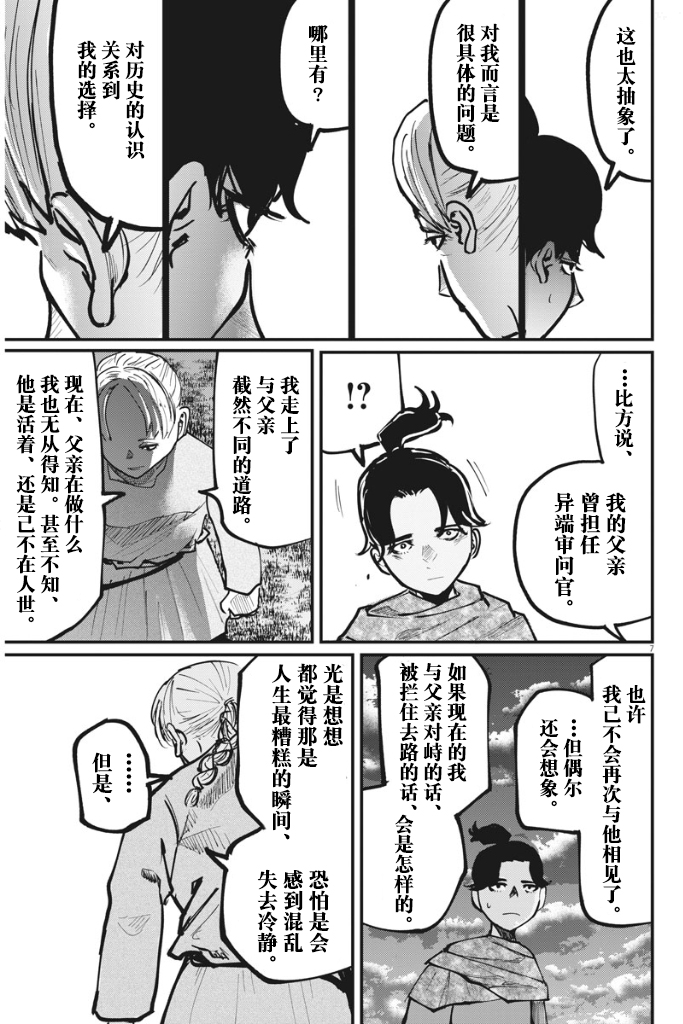 这也太抽象了。
对我而言是
很具体的问题。
哪里有？
对历史的认识
关系到
我的选择。
…比方说、
我的父亲
曾担任
异端审问官。
!?
我走上了
与父亲
截然不同的道路。
现在、父亲在做什么
我也无从得知。甚至不知、
他是活着、还是已不在人世。
7
也许
我已不会再次与他相见了。
…但偶尔
还会想象。
如果现在的我
与父亲对峙的话、
被拦住去路的话、会是怎样的。
光是想想
都觉得那是
人生最糟糕的瞬间、
恐怕是会
感到混乱
失去冷静。
……
但是、